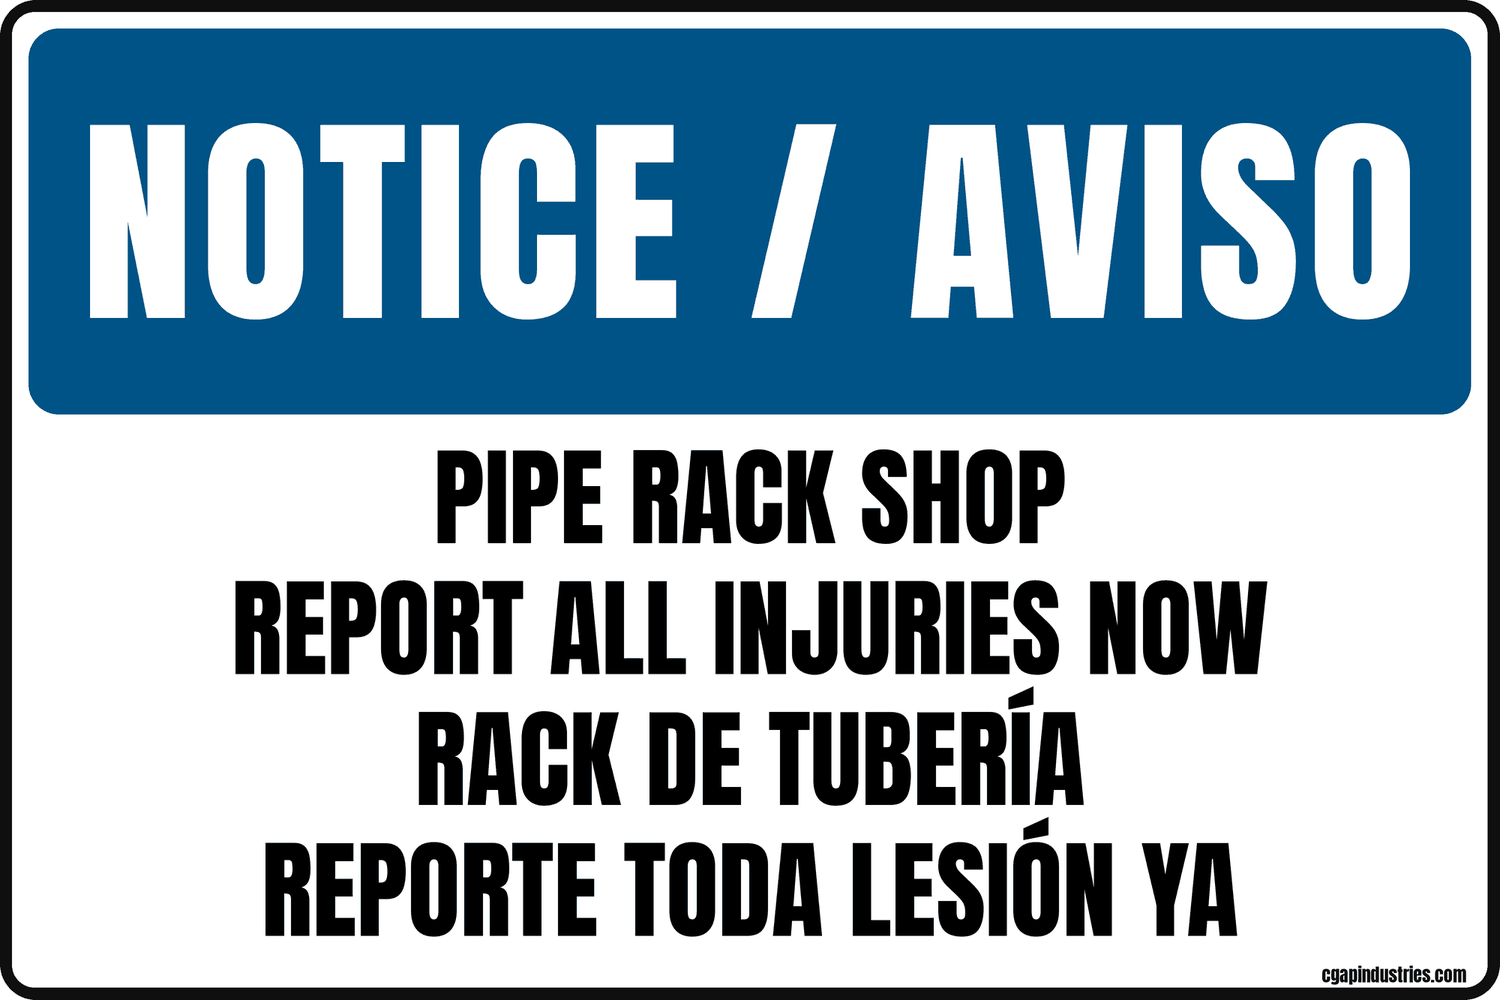 NOTICE / AVISO
PIPE RACK SHOP
REPORT ALL INJURIES NOW
RACK DE TUBERÍA
REPORTE TODA LESIÓN YA
cgapindustries.com